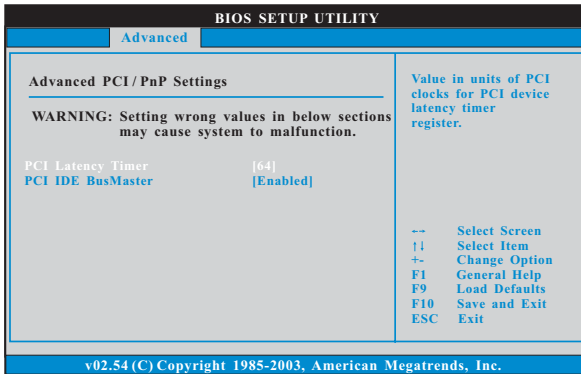 BIOS SETUP UTILITY
Advanced
Advanced PCI / PnP Settings
WARNING: Setting wrong values in below sections
may cause system to malfunction.
PCI Latency Timer [64]
PCI IDE BusMaster [Enabled]
Value in units of PCI
clocks for PCI device
latency timer
register.
←→ Select Screen
↑↓ Select Item
+- Change Option
F1 General Help
F9 Load Defaults
F10 Save and Exit
ESC Exit
v02.54 (C) Copyright 1985-2003, American Megatrends, Inc.